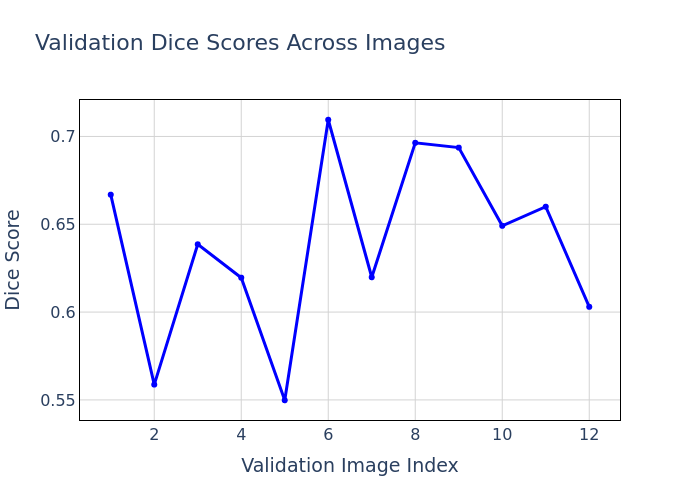 Validation Dice Scores Across Images
Dice Score
0.7
0.65
0.6
0.55
2 4 6 8 10 12
Validation Image Index